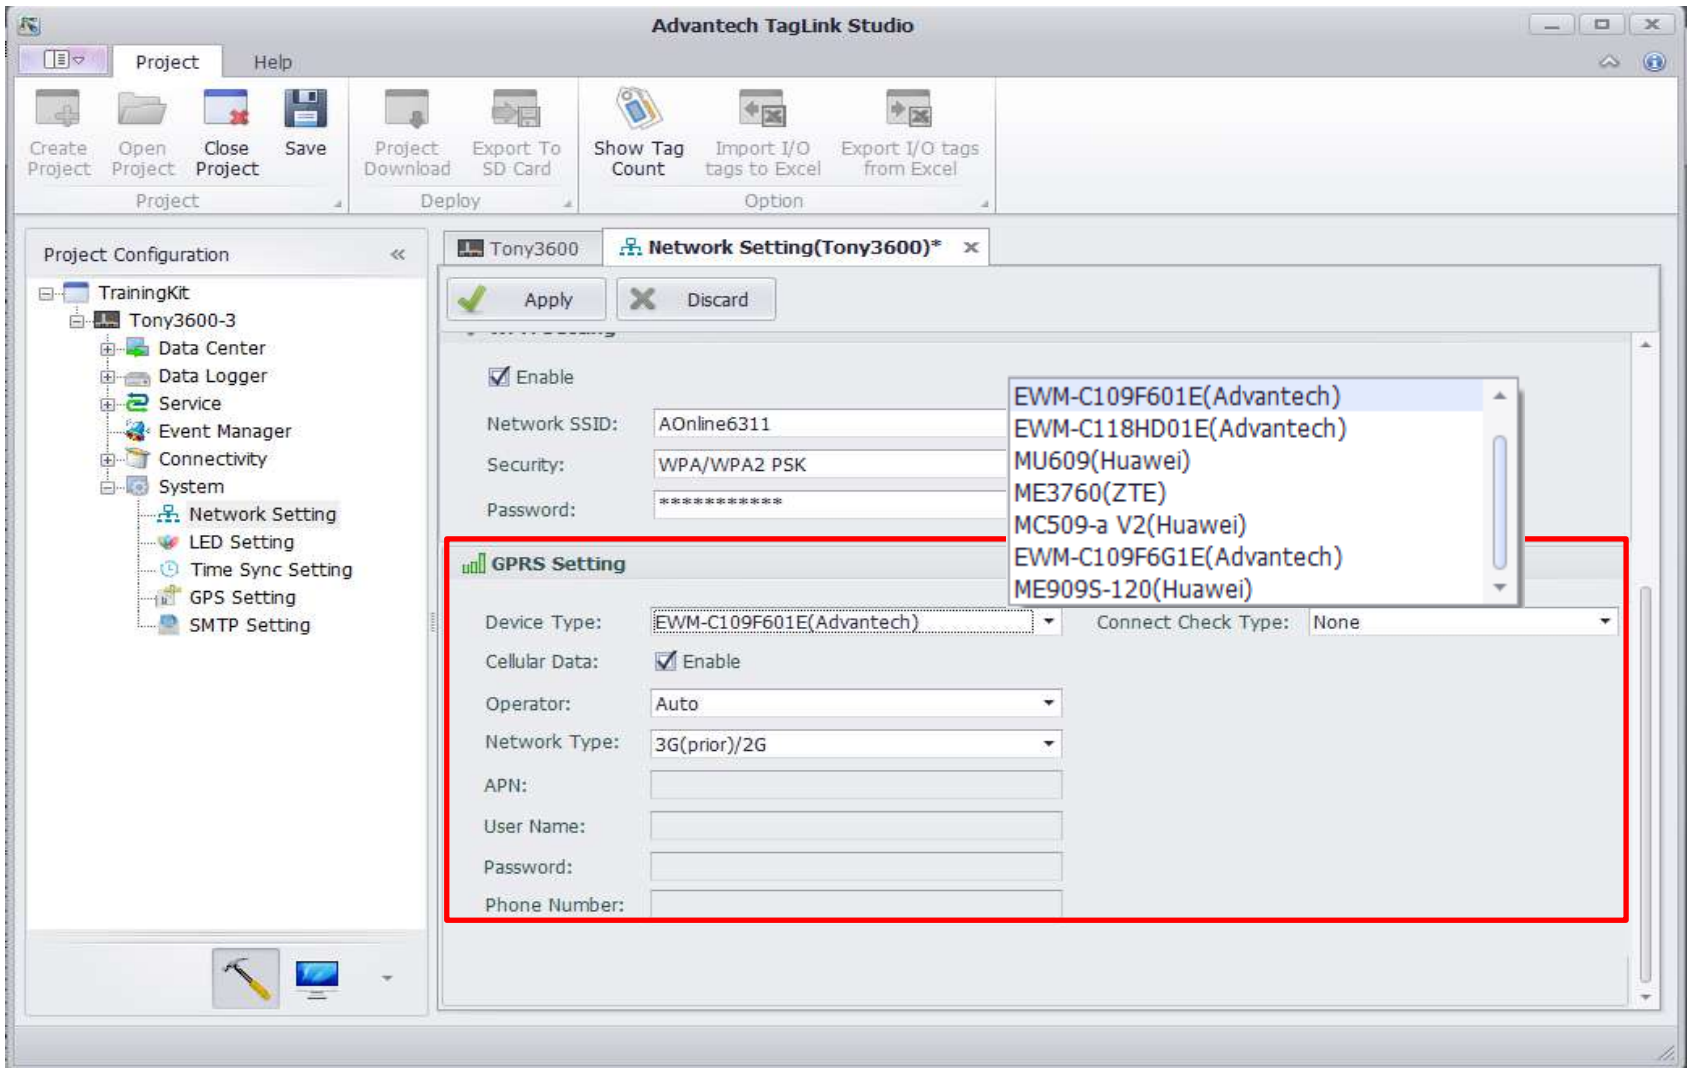 Advantech TagLink Studio
Project Help
Create Project
Open Project
Close Project
Save
Project Download
Export To SD Card
Show Tag Count
Import I/O tags to Excel
Export I/O tags from Excel
Project
Deploy
Option
Project Configuration
TrainingKit
Tony3600-3
Data Center
Data Logger
Service
Event Manager
Connectivity
System
Network Setting
LED Setting
Time Sync Setting
GPS Setting
SMTP Setting
Tony3600
Network Setting(Tony3600)*
Apply
Discard
Enable
Network SSID: AOnline6311
Security: WPA/WPA2 PSK
Password: ***********
EWM-C109F601E(Advantech)
EWM-C118HD01E(Advantech)
MU609(Huawei)
ME3760(ZTE)
MC509-a V2(Huawei)
EWM-C109F6G1E(Advantech)
ME909S-120(Huawei)
GPRS Setting
Device Type: EWM-C109F601E(Advantech) Connect Check Type: None
Cellular Data: Enable
Operator: Auto
Network Type: 3G(prior)/2G
APN:
User Name:
Password:
Phone Number: